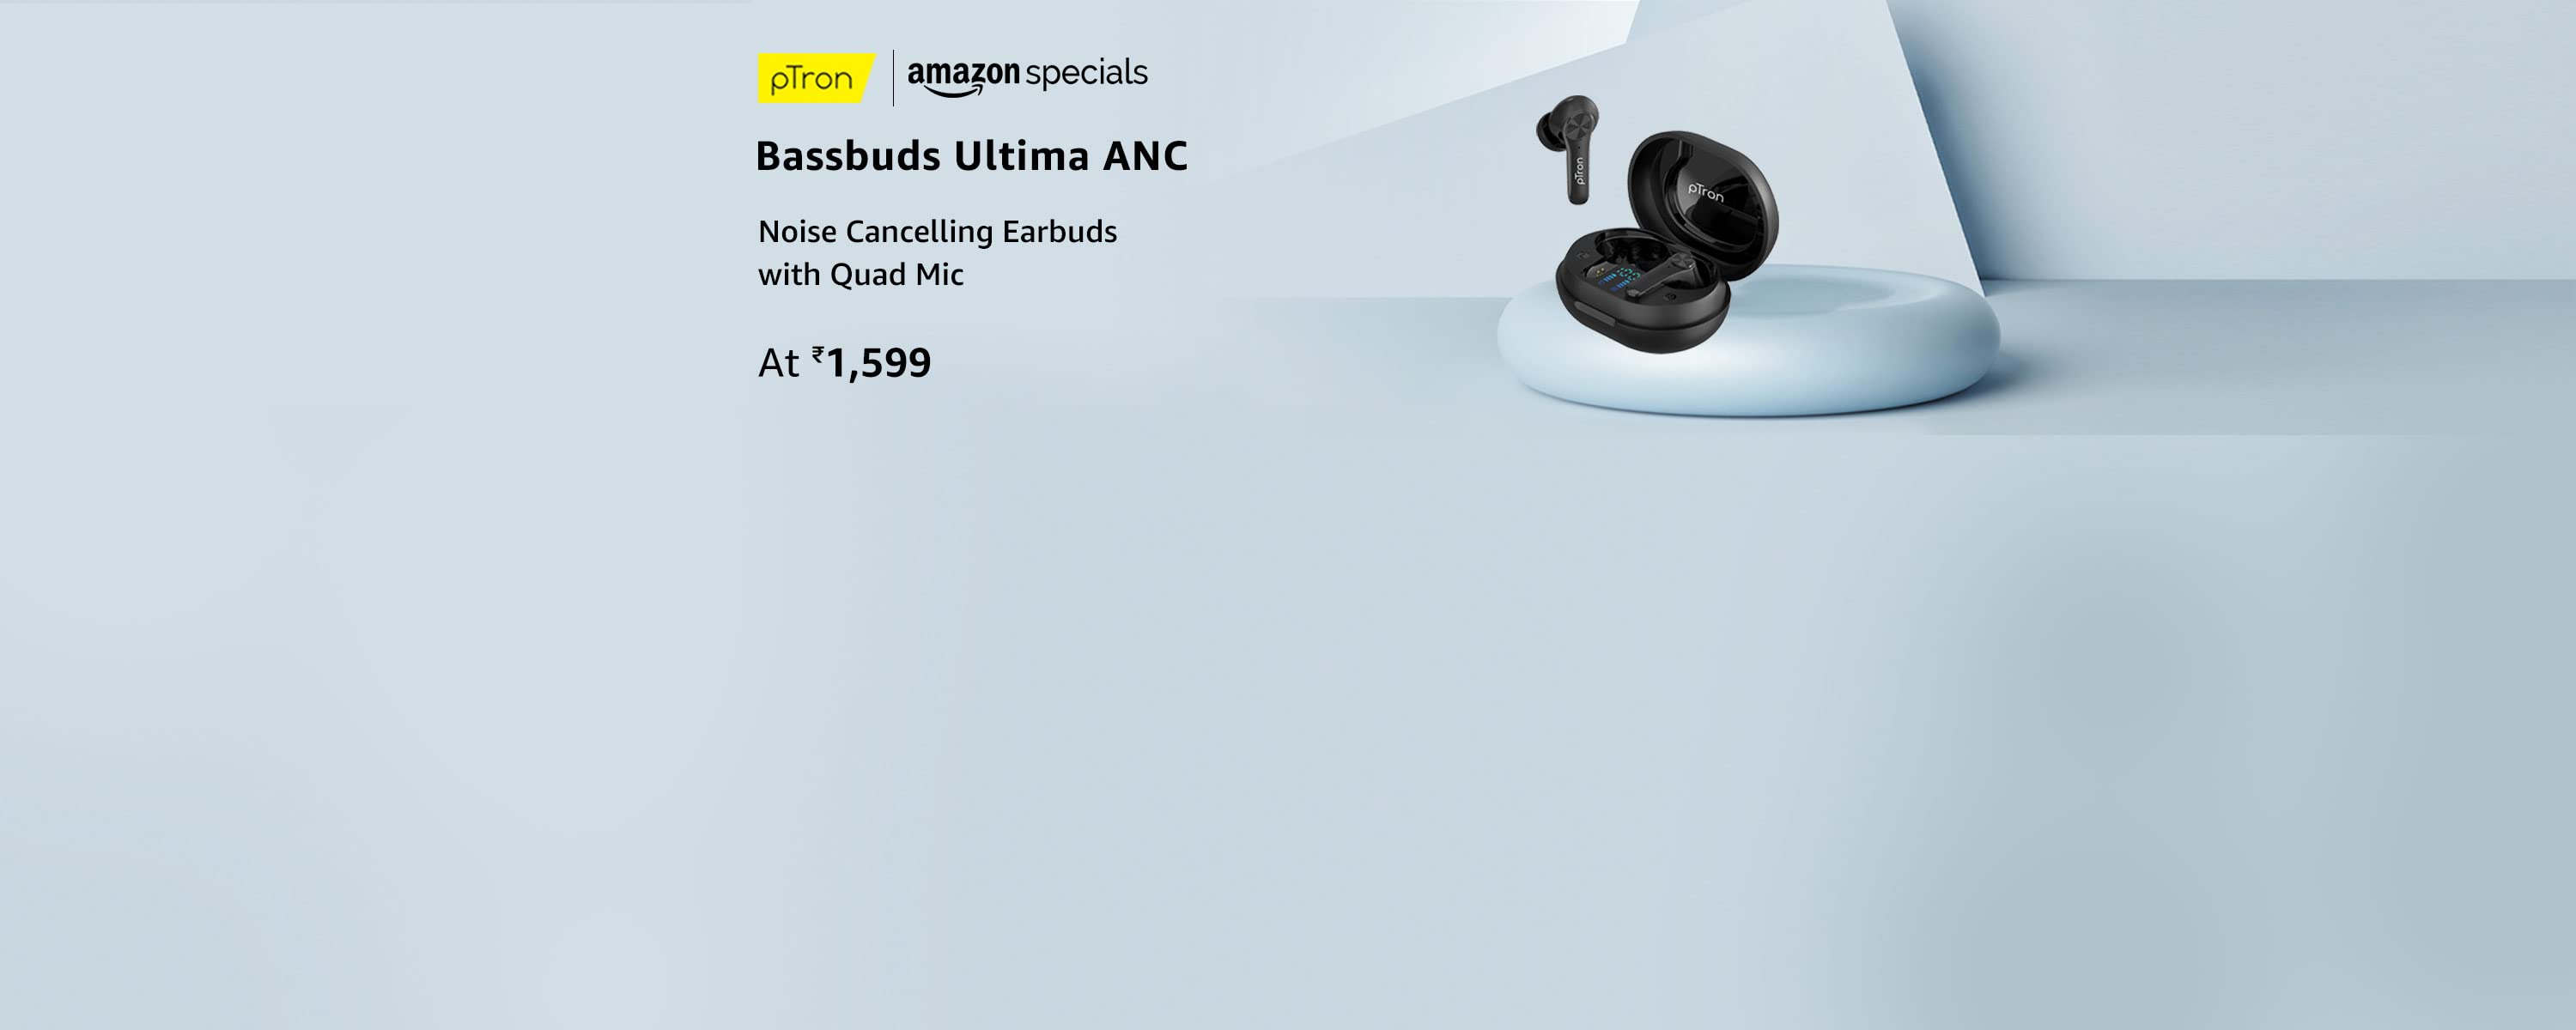 pTron | amazon specials
Bassbuds Ultima ANC
Noise Cancelling Earbuds
with Quad Mic
At ₹1,599
pTron
pTron